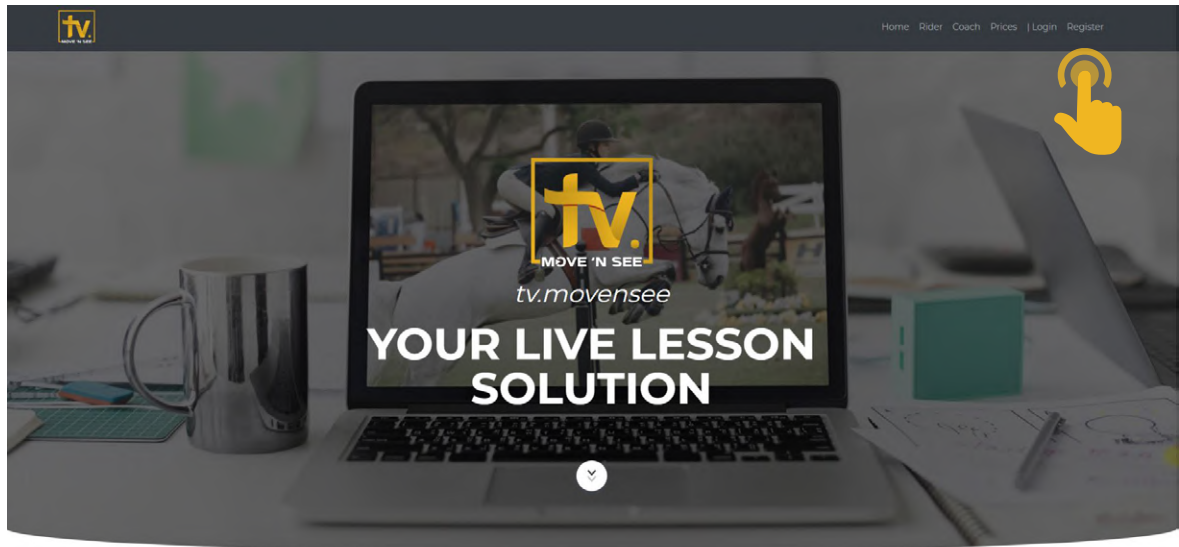 tv.
MOVE 'N SEE
Home Rider Coach Prices | Login Register
tv.
MOVE 'N SEE
tv.movensee
YOUR LIVE LESSON
SOLUTION